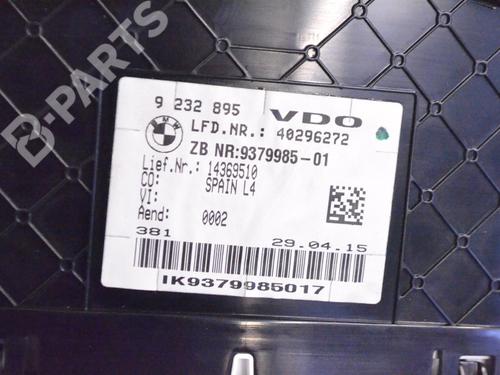 B-PARTS
9 232 895 VDO
BMW
LFD.NR.: 40296272
ZB NR:9379985-01
Lief.Nr.: 14369510
CO: SPAIN L4
VI:
Aend: 0002
381 29.04.15
IK9379985017